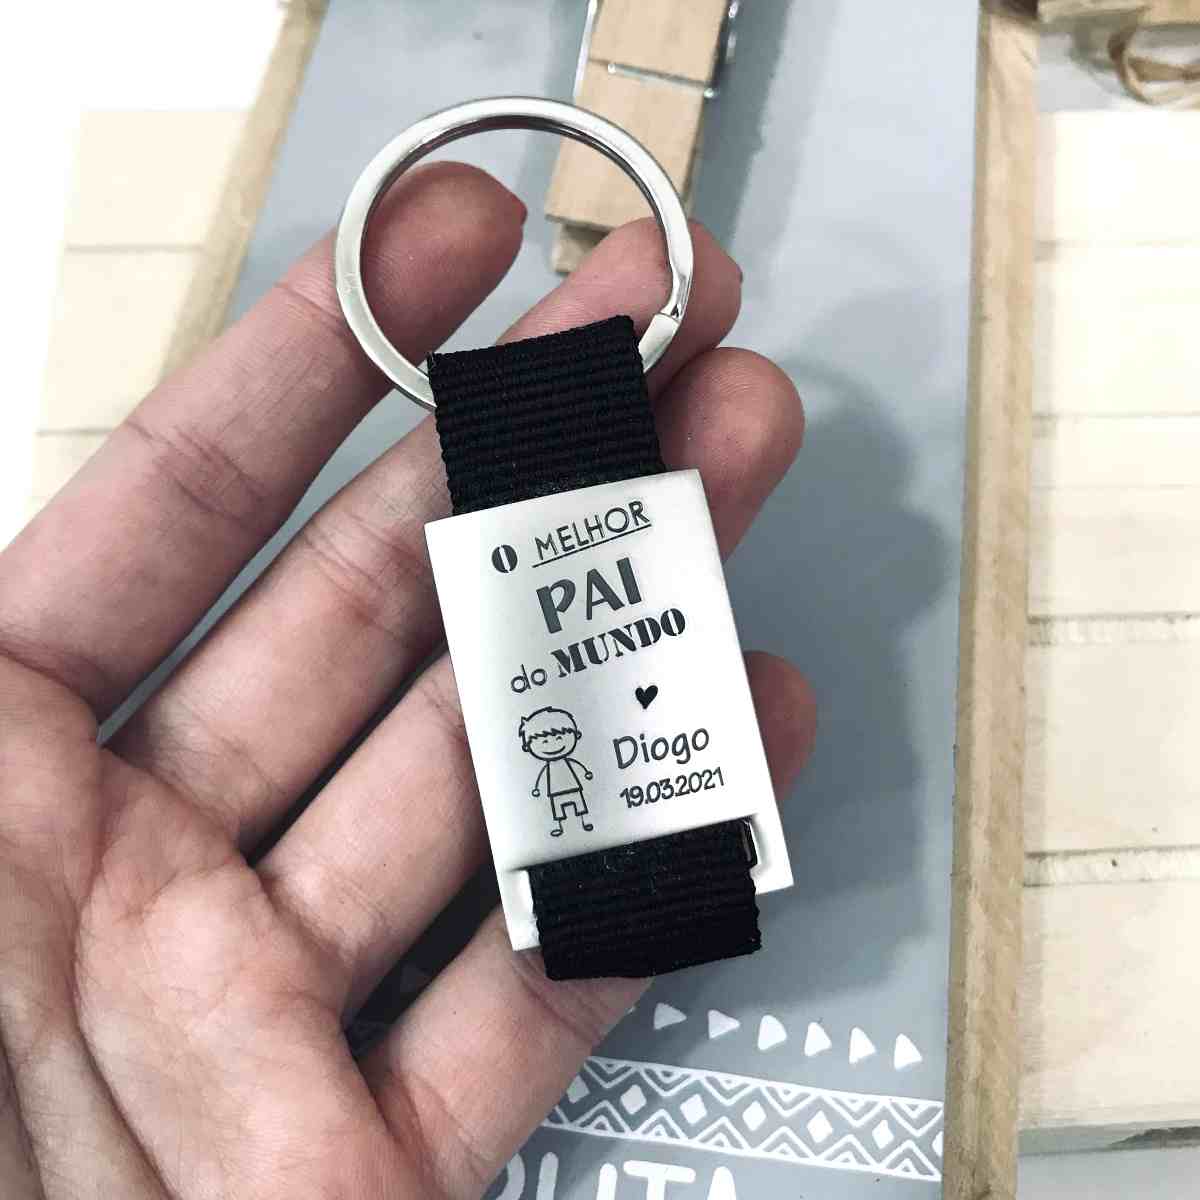 O MELHOR
PAI
do MUNDO
Diogo
19.03.2021